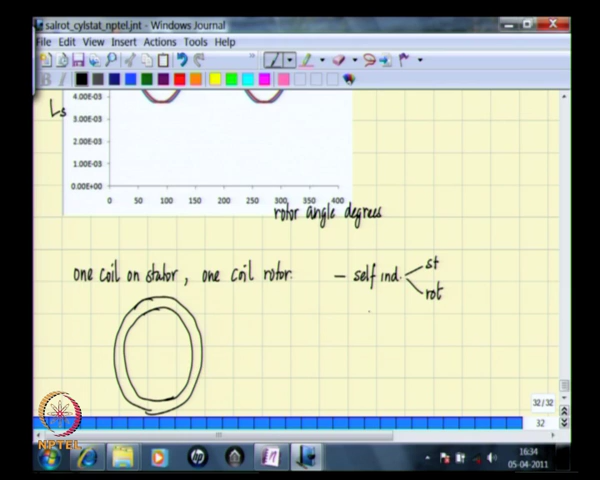 salrot_cylstat_nptel.jnt - Windows Journal
File Edit View Insert Actions Tools Help
4.00E-03
Ls
3.00E-03
2.00E-03
1.00E-03
0.00E+00
0 50 100 150 200 250 300 350 400
rotor angle degrees
one coil on stator, one coil rotor. - self ind. st
rot
32/32
32
NPTEL
16:34
05-04-2011